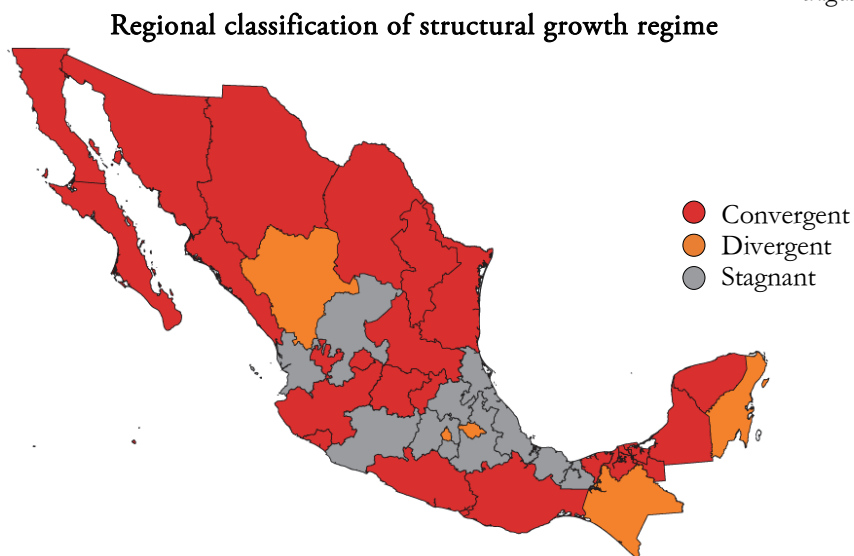 Regional classification of structural growth regime
Convergent
Divergent
Stagnant